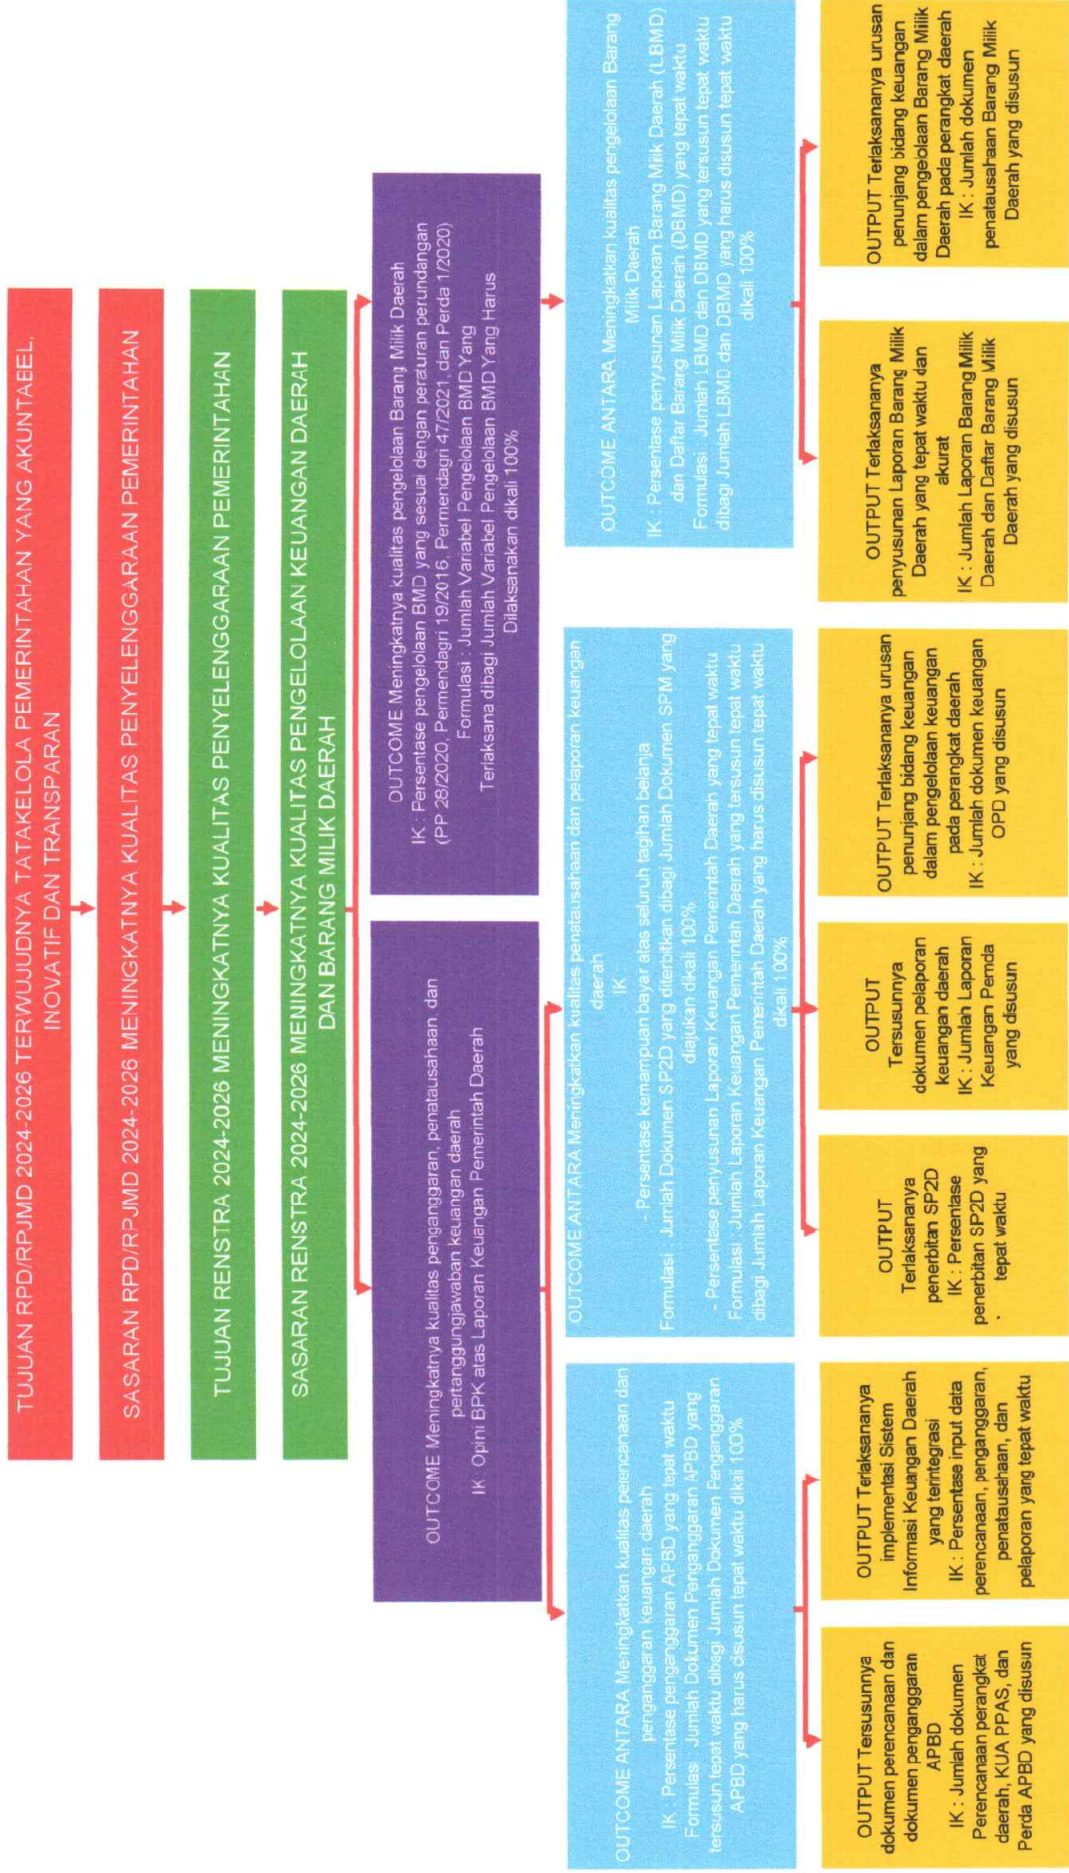 TUJUAN RPD/RPJMD 2024-2026 TERWUJUDNYA TATAKELOLA PEMERINTAHAN YANG AKUNTABEL,
INOVATIF DAN TRANSPARAN
SASARAN RPD/RPJMD 2024-2026 MENINGKATNYA KUALITAS PENYELENGGARAAN PEMERINTAHAN
TUJUAN RENSTRA 2024-2026 MENINGKATNYA KUALITAS PENYELENGGARAAN PEMERINTAHAN
SASARAN RENSTRA 2024-2026 MENINGKATNYA KUALITAS PENGELOLAAN KEUANGAN DAERAH
DAN BARANG MILIK DAERAH
OUTCOME Meningkatnya kualitas penganggaran, penatausahaan ,dan
pertanggungjawaban keuangan daerah
IK Opini BPK atas Laporan Keuangan Pemerintah Daerah
OUTCOME Meningkatnya kualitas pengelolaan Barang Milik Daerah
IK : Persentase pengelolaan BMD yang sesuai dengan peraturan perundangan
(PP 28/2020, Permendagri 19/2016, Permendagri 47/2021, dan Perda 1/2020)
Formulasi : Jumlah Variabel Pengelolaan BMD Yang
Terlaksana dibagi Jumlah Variabel Pengelolaan BMD Yang Harus
Dilaksanakan dikali 100%
OUTCOME ANTARA Meningkatkan kualitas perencanaan dan
penganggaran keuangan daerah
IK : Persentase penganggaran APBD yang tepat waktu
Formulasi : Jumlah Dokumen Penganggaran APBD yang
tersusun tepat waktu dibagi Jumlah Dokumen Penganggaran
APBD yang harus disusun tepat waktu dikali 100%
OUTCOME ANTARA Meningkatkan kualitas penatausahaan dan pelaporan keuangan
daerah
IK
- Persentase kemampuan bayar atas seluruh tagihan belanja
Formulasi : Jumlah Dokumen SP2D yang diterbitkan dibagi Jumlah Dokumen SPM yang
diajukan dikali 100%
- Persentase penyusunan Laporan Keuangan Pemerintah Daerah yang tepat waktu
Formulasi : Jumlah Laporan Keuangan Pemerintah Daerah yang tersusun tepat waktu
dibagi Jumlah Laporan Keuangan Pemerintah Daerah yang harus disusun tepat waktu
dikali 100%
OUTCOME ANTARA Meningkatkan kualitas pengelolaan Barang
Milik Daerah
IK : Persentase penyusunan Laporan Barang Milik Daerah (LBMD)
dan Daftar Barang Milik Daerah (DBMD) yang tepat waktu
Formulasi : Jumlah LBMD dan DBMD yang tersusun tepat waktu
dibagi Jumlah LBMD dan DBMD yang harus disusun tepat waktu
dikali 100%
OUTPUT Tersusunnya
dokumen perencanaan dan
dokumen penganggaran
APBD
IK : Jumlah dokumen
Perencanaan perangkat
daerah, KUA PPAS, dan
Perda APBD yang disusun
OUTPUT Terlaksananya
implementasi Sistem
Informasi Keuangan Daerah
yang terintegrasi
IK : Persentase input data
perencanaan, penganggaran,
penatausahaan, dan
pelaporan yang tepat waktu
OUTPUT
Terlaksananya
penerbitan SP2D
IK : Persentase
penerbitan SP2D yang
tepat waktu
.
OUTPUT
Tersusunnya
dokumen pelaporan
keuangan daerah
IK : Jumlah Laporan
Keuangan Pemda
yang disusun
OUTPUT Terlaksananya urusan
penunjang bidang keuangan
dalam pengelolaan keuangan
pada perangkat daerah
IK : Jumlah dokumen keuangan
OPD yang disusun
OUTPUT Terlaksananya
penyusunan Laporan Barang Milik
Daerah yang tepat waktu dan
akurat
IK : Jumlah Laporan Barang Milik
Daerah dan Daftar Barang Milik
Daerah yang disusun
OUTPUT Terlaksananya urusan
penunjang bidang keuangan
dalam pengelolaan Barang Milik
Daerah pada perangkat daerah
IK : Jumlah dokumen
penatausahaan Barang Milik
Daerah yang disusun